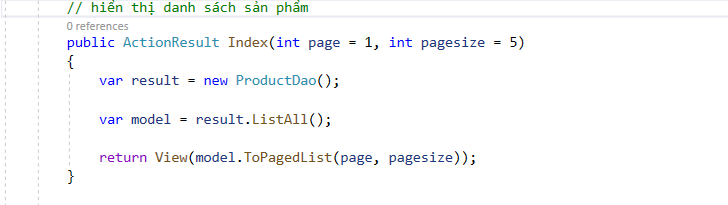 // hiển thị danh sách sản phẩm
0 references
public ActionResult Index(int page = 1, int pagesize = 5)
{
var result = new ProductDao();
var model = result.ListAll();
return View(model.ToPagedList(page, pagesize));
}